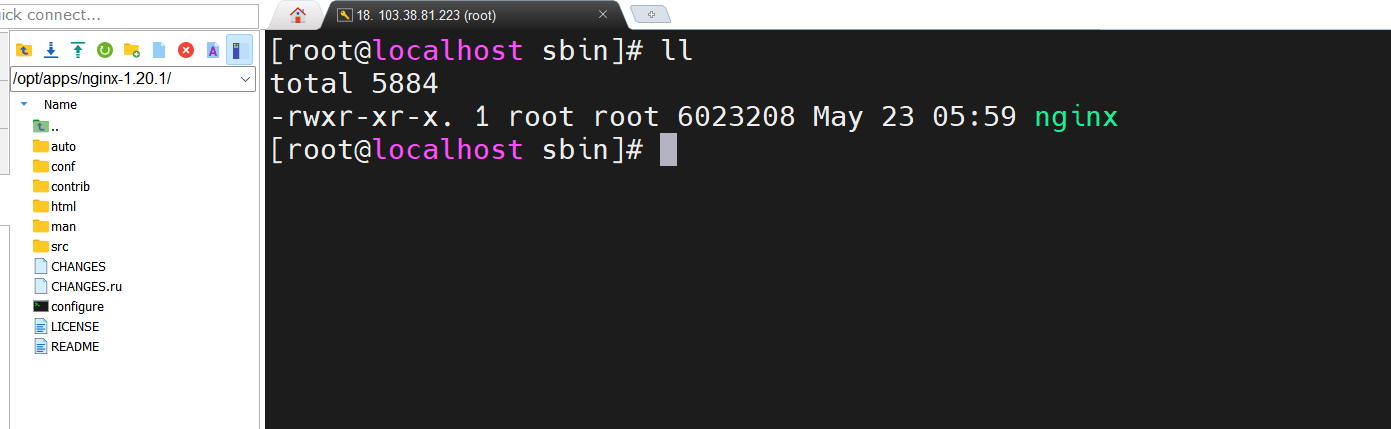 uick connect...
18. 103.38.81.223 (root)
/opt/apps/nginx-1.20.1/
Name
..
auto
conf
contrib
html
man
src
CHANGES
CHANGES.ru
configure
LICENSE
README
[root@localhost sbin]# ll
total 5884
-rwxr-xr-x. 1 root root 6023208 May 23 05:59 nginx
[root@localhost sbin]#